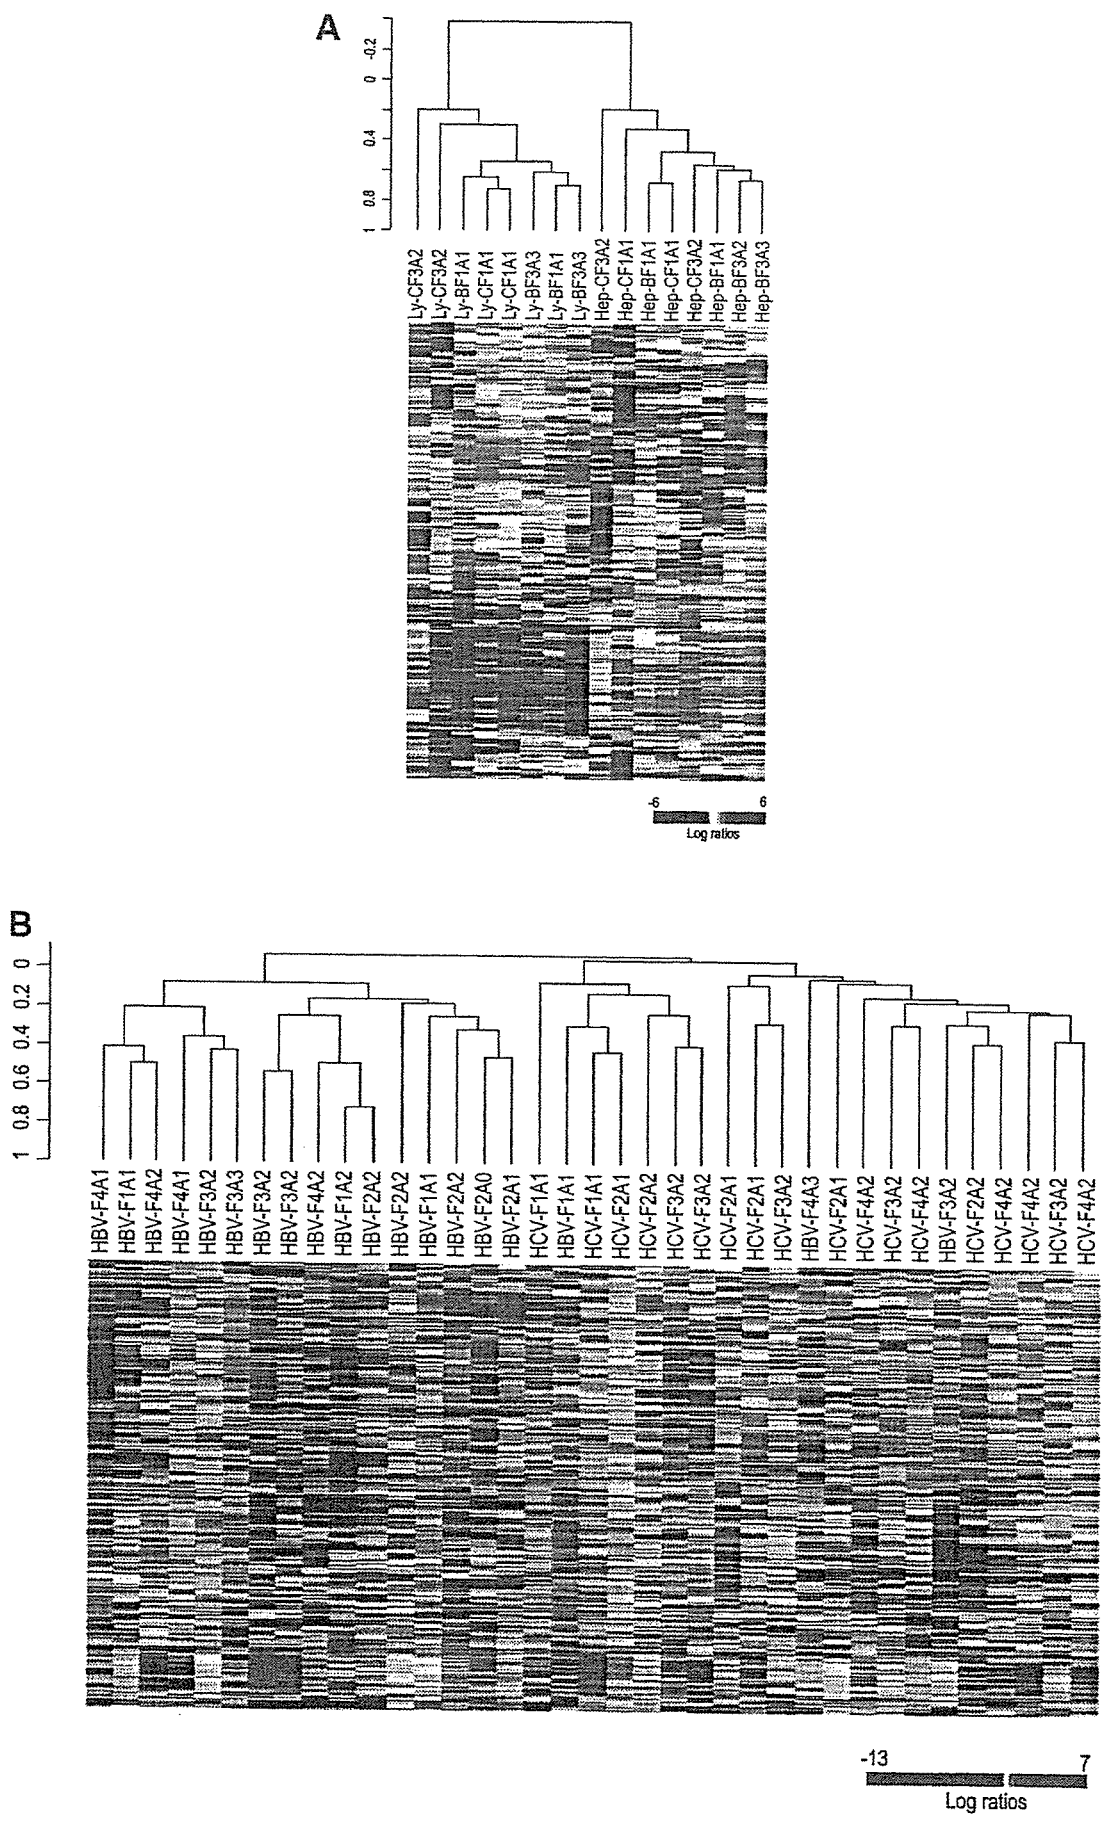 A
-0.2
0
0.4
0.8
1
Ly-CF3A2
Ly-CF3A2
Ly-BF1A1
Ly-CF1A1
Ly-CF1A1
Ly-BF3A3
Ly-BF1A1
Ly-BF3A3
Hep-CF3A2
Hep-CF1A1
Hep-BF1A1
Hep-CF1A1
Hep-CF3A2
Hep-BF1A1
Hep-BF3A2
Hep-BF3A3
-6 6
Log ratios
B
0
0.2
0.4
0.6
0.8
1
HBV-F4A1
HBV-F1A1
HBV-F4A2
HBV-F4A1
HBV-F3A2
HBV-F3A3
HBV-F3A2
HBV-F3A2
HBV-F4A2
HBV-F1A2
HBV-F2A2
HBV-F2A2
HBV-F1A1
HBV-F2A2
HBV-F2A0
HBV-F2A1
HCV-F1A1
HBV-F1A1
HCV-F1A1
HCV-F2A1
HCV-F2A2
HCV-F3A2
HCV-F3A2
HCV-F2A1
HCV-F2A1
HCV-F3A2
HBV-F4A3
HCV-F2A1
HCV-F4A2
HCV-F3A2
HCV-F4A2
HBV-F3A2
HCV-F2A2
HCV-F4A2
HCV-F4A2
HCV-F3A2
HCV-F4A2
-13 7
Log ratios